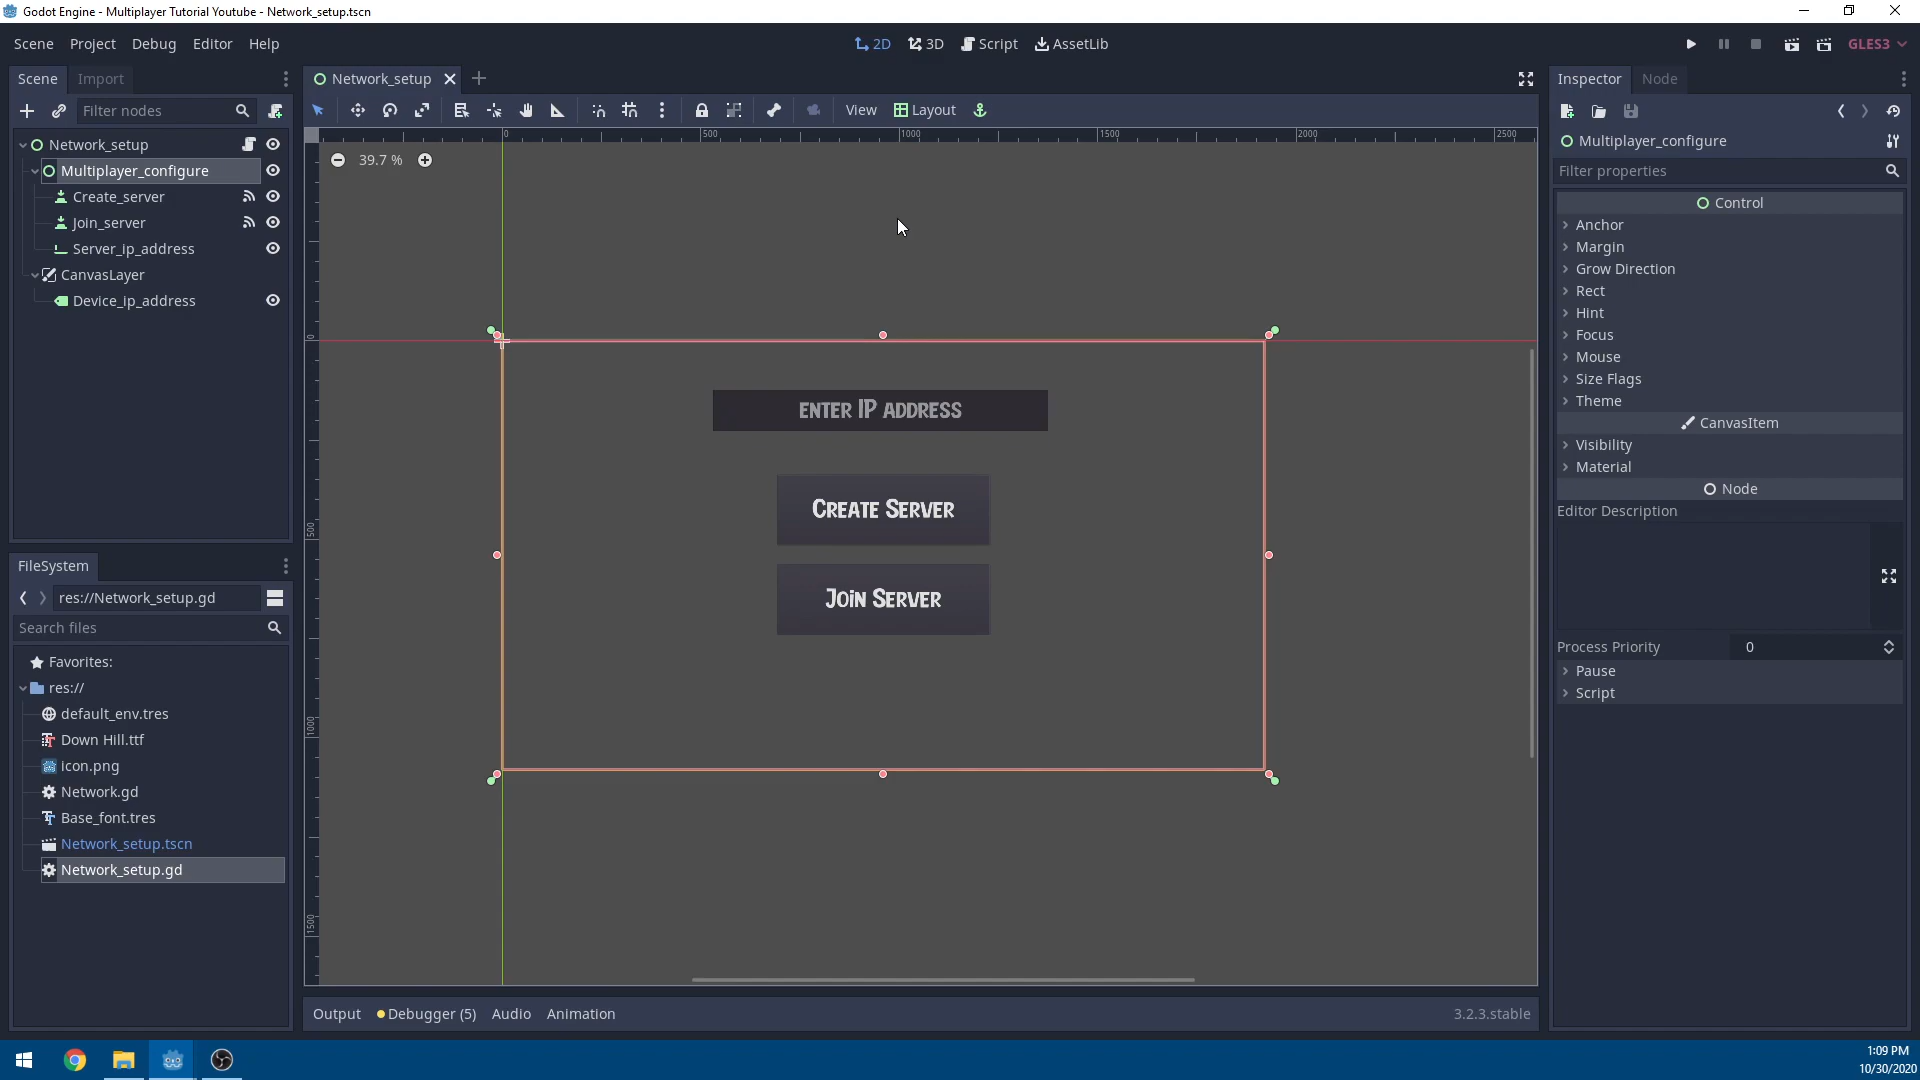 Godot Engine - Multiplayer Tutorial Youtube - Network_setup.tscn
Scene Project Debug Editor Help
2D 3D Script AssetLib
GLES3
Scene Import
Filter nodes
Network_setup
Multiplayer_configure
Create_server
Join_server
Server_ip_address
CanvasLayer
Device_ip_address
FileSystem
res://Network_setup.gd
Search files
Favorites:
res://
default_env.tres
Down Hill.ttf
icon.png
Network.gd
Base_font.tres
Network_setup.tscn
Network_setup.gd
Network_setup
View Layout
0 500 1000 1500 2000 2500
39.7 %
0
500
1000
1500
ENTER IP ADDRESS
CREATE SERVER
JOIN SERVER
Output Debugger (5) Audio Animation
3.2.3.stable
Inspector Node
Multiplayer_configure
Filter properties
Control
Anchor
Margin
Grow Direction
Rect
Hint
Focus
Mouse
Size Flags
Theme
CanvasItem
Visibility
Material
Node
Editor Description
Process Priority 0
Pause
Script
1:09 PM
10/30/2020